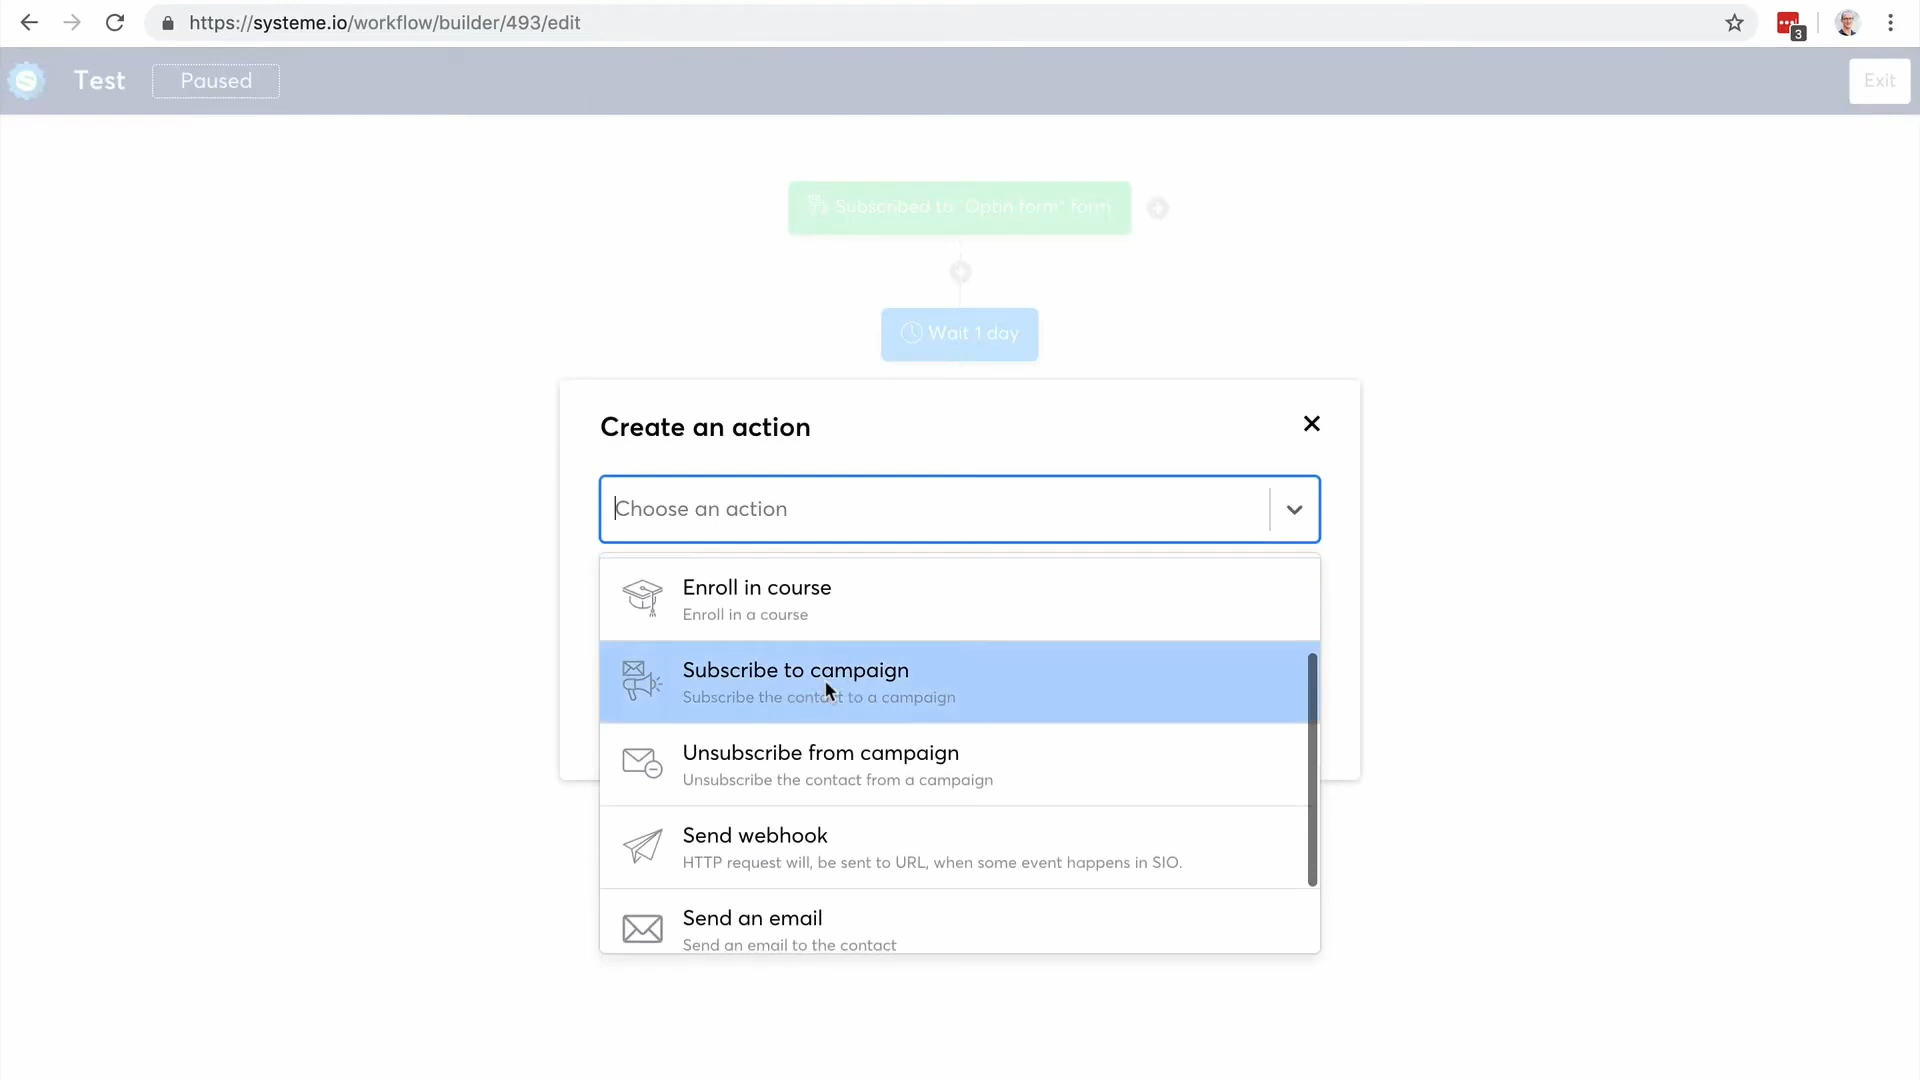 https://systeme.io/workflow/builder/493/edit
3
Test
Paused
Exit
Subscribed to "Optin form" form
Wait 1 day
Create an action
Choose an action
Enroll in course
Enroll in a course
Subscribe to campaign
Subscribe the contact to a campaign
Unsubscribe from campaign
Unsubscribe the contact from a campaign
Send webhook
HTTP request will, be sent to URL, when some event happens in SIO.
Send an email
Send an email to the contact